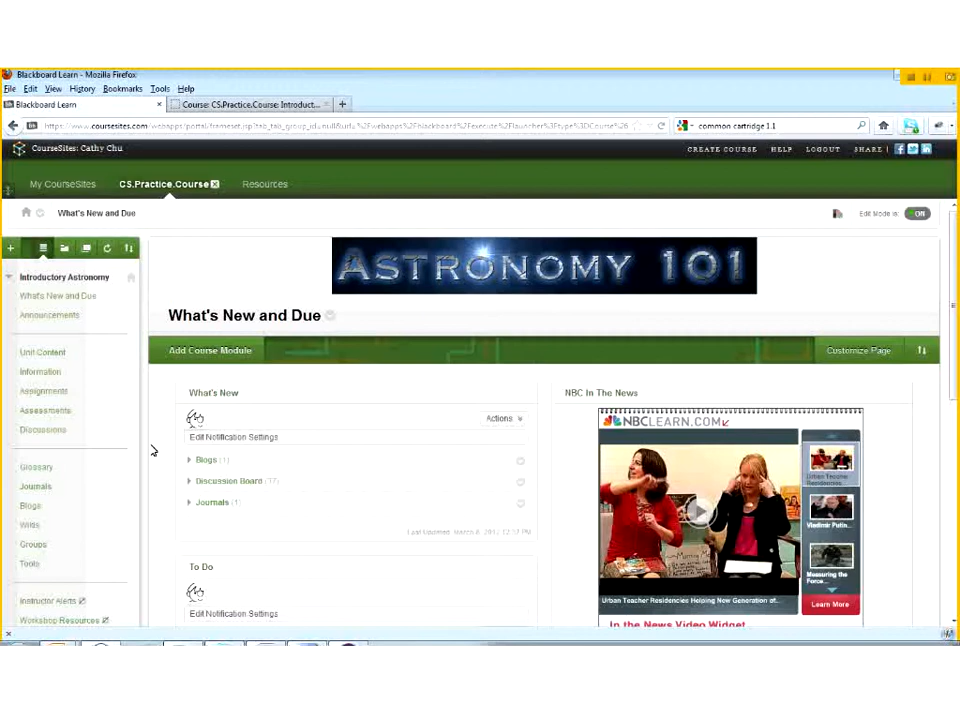 Blackboard Learn - Mozilla Firefox
File Edit View History Bookmarks Tools Help
Blackboard Learn × Course: CS.Practice.Course: Introduct... × +
common cartridge 1.1
CourseSites: Cathy Chu CREATE COURSE HELP LOGOUT SHARE |
My CourseSites CS.Practice.Course Resources
What's New and Due Edit Mode is: ON
ASTRONOMY 101
Introductory Astronomy
What's New and Due
Announcements
Unit Content
Information
Assignments
Assessments
Discussions
Glossary
Journals
Blogs
Wikis
Groups
Tools
Instructor Alerts
Workshop Resources
What's New and Due
Add Course Module Customize Page
What's New
Actions
Edit Notification Settings
Blogs (1)
Discussion Board (77)
Journals (1)
To Do
Edit Notification Settings
NBC In The News
NBCLEARN.COM
Urban Teacher Residencies Helping New Generation of...
Urban Teacher
Residencies...
Vladimir Putin...
Measuring the
Force...
Learn More
In the News Video Widget